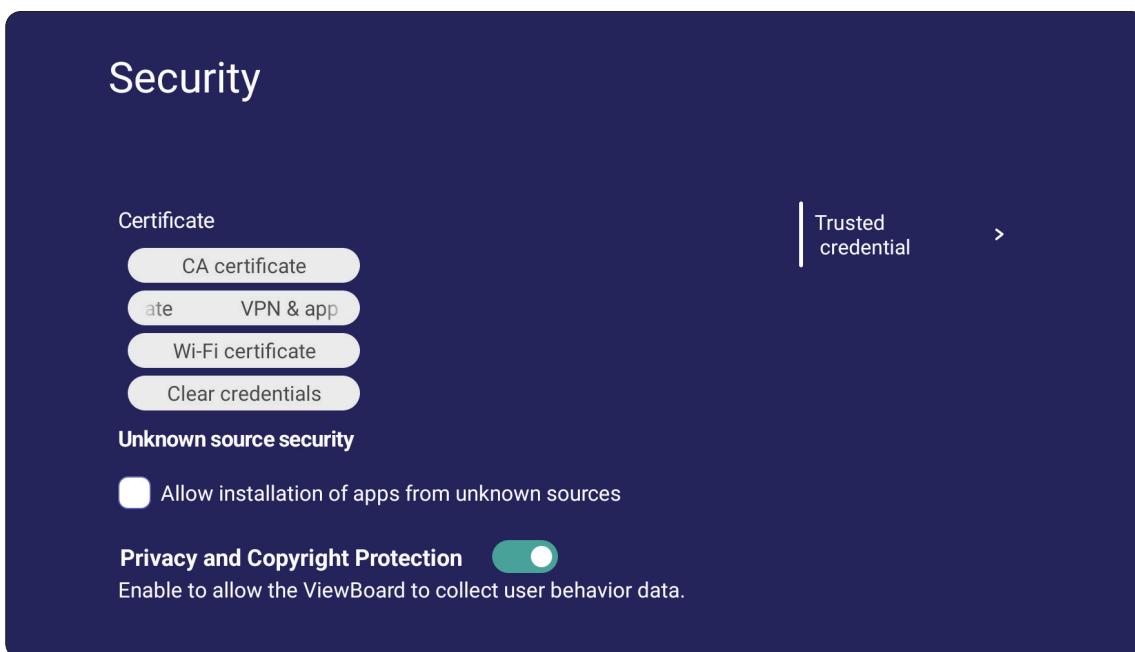 Security
Certificate
Trusted
credential
CA certificate
ate VPN & app
Wi-Fi certificate
Clear credentials
Unknown source security
Allow installation of apps from unknown sources
Privacy and Copyright Protection
Enable to allow the ViewBoard to collect user behavior data.